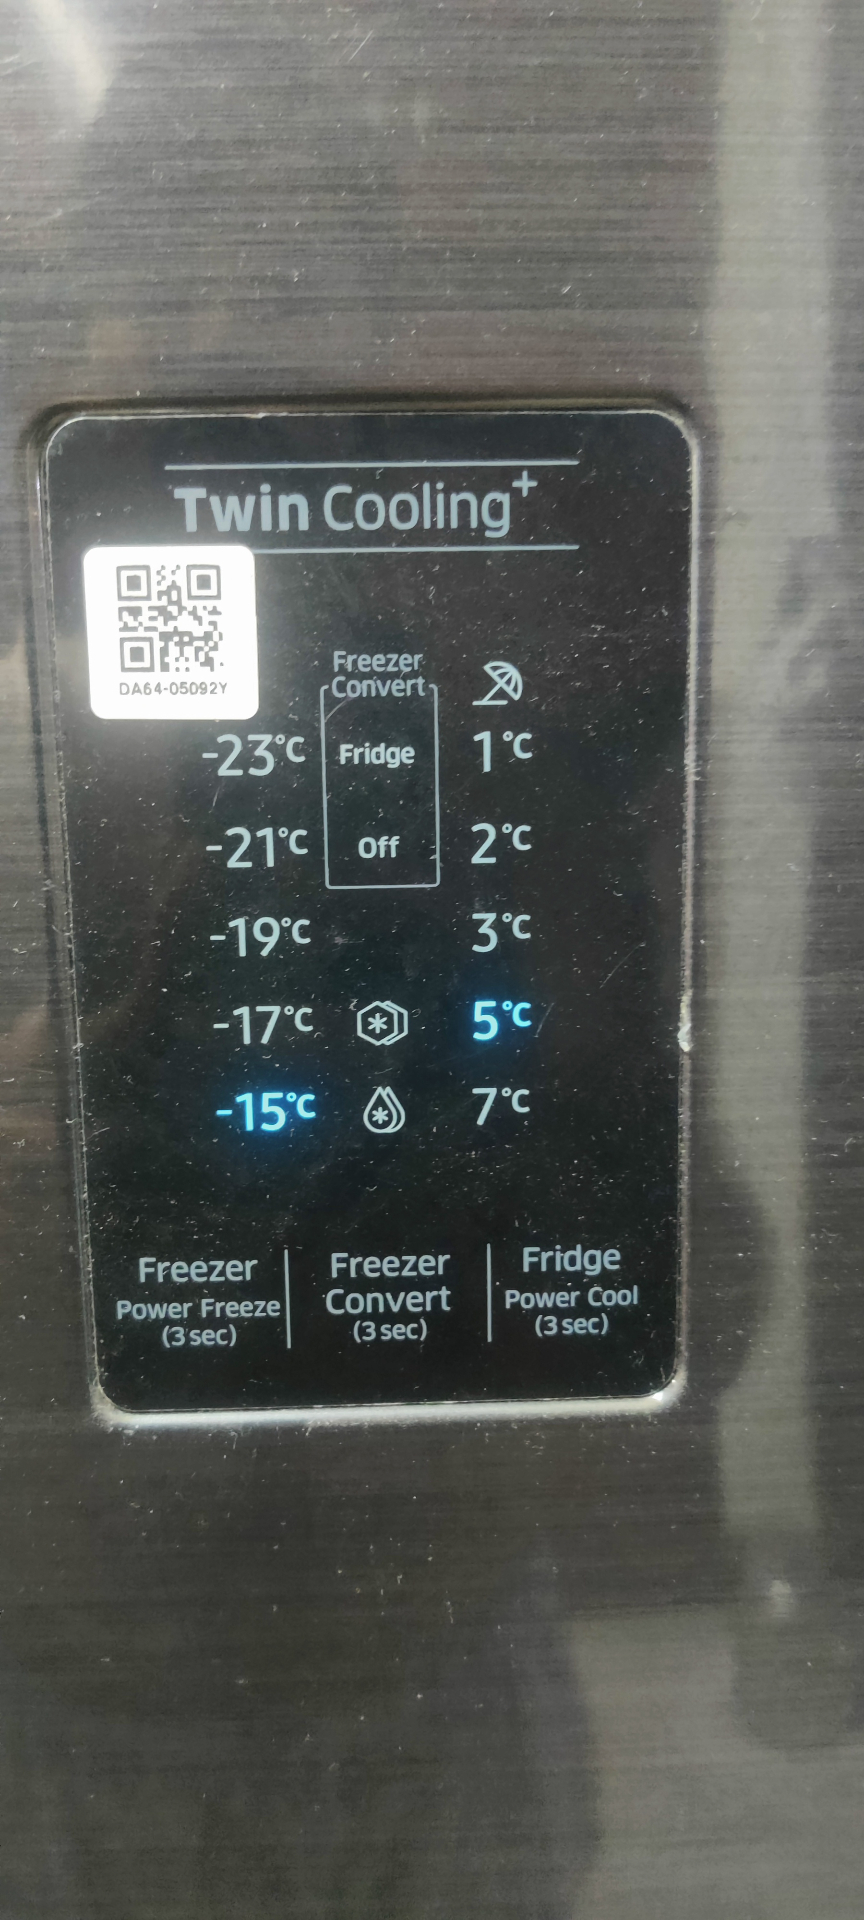 Twin Cooling+
DA64-05092Y
Freezer
Convert
-23°C Fridge 1°C
-21°C Off 2°C
-19°C 3°C
-17°C 5°C
-15°C 7°C
Freezer
Power Freeze
(3 sec)
Freezer
Convert
(3 sec)
Fridge
Power Cool
(3 sec)